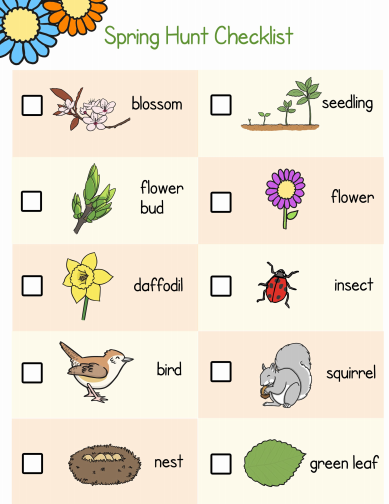 Spring Hunt Checklist
blossom
seedling
flower
bud
flower
daffodil
insect
bird
squirrel
nest
green leaf